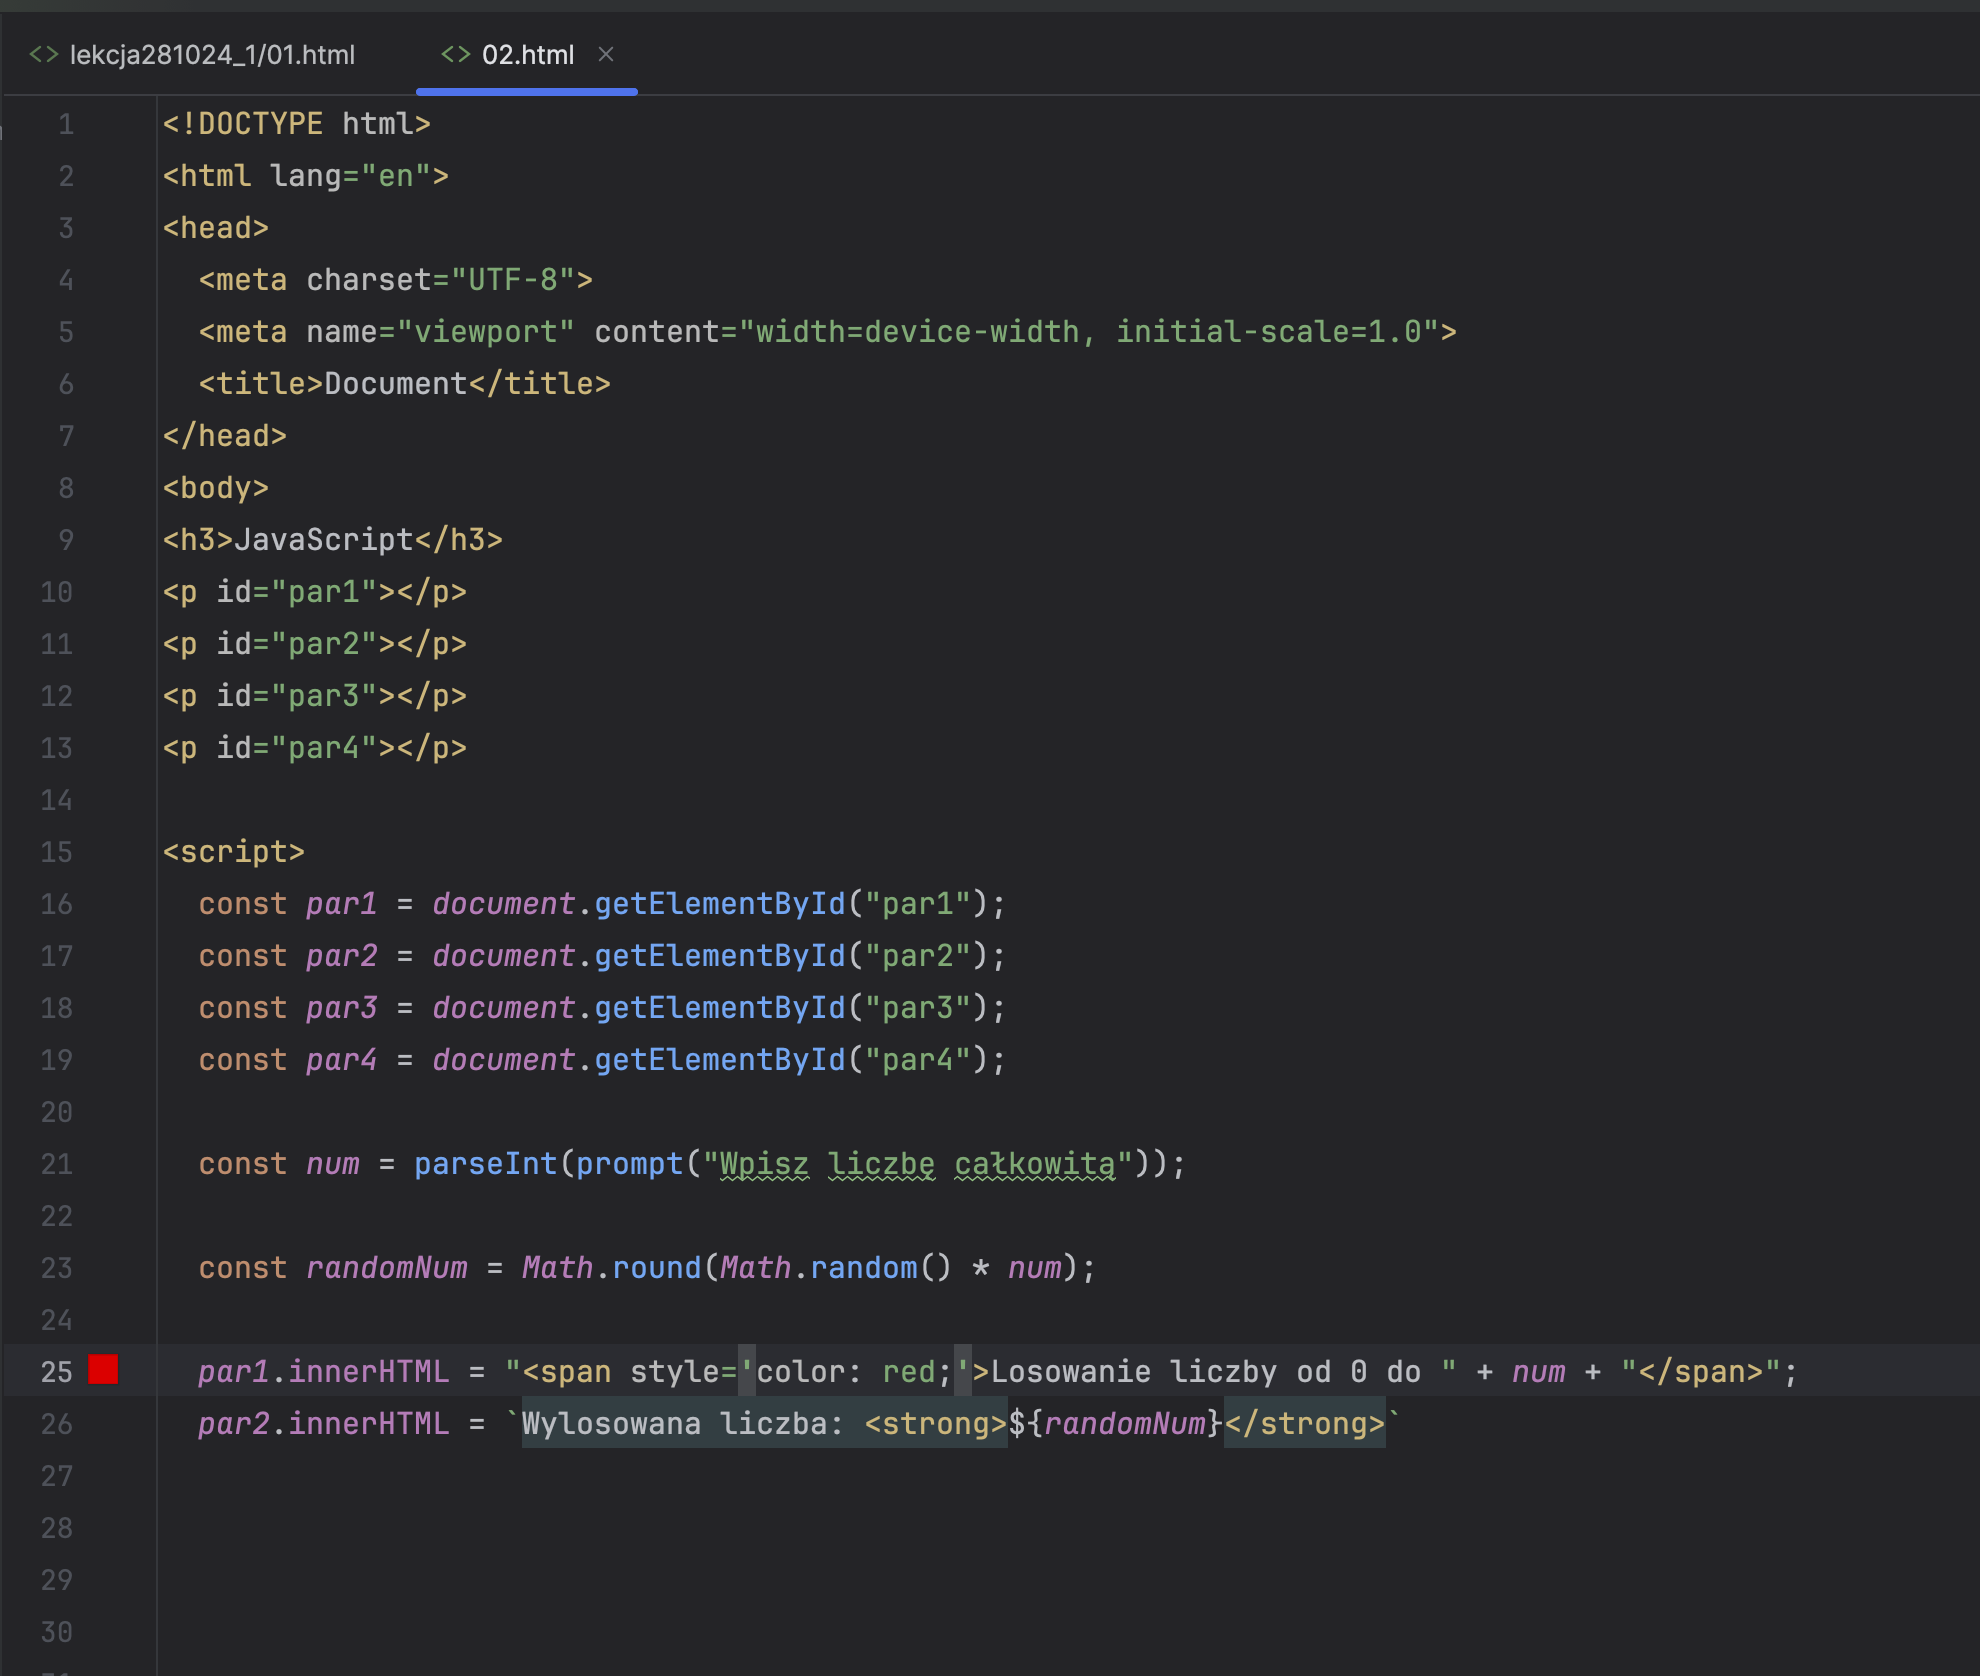 lekcja281024_1/01.html 02.html
1 <!DOCTYPE html>
2 <html lang="en">
3 <head>
4 <meta charset="UTF-8">
5 <meta name="viewport" content="width=device-width, initial-scale=1.0">
6 <title>Document</title>
7 </head>
8 <body>
9 <h3>JavaScript</h3>
10 <p id="par1"></p>
11 <p id="par2"></p>
12 <p id="par3"></p>
13 <p id="par4"></p>
14
15 <script>
16 const par1 = document.getElementById("par1");
17 const par2 = document.getElementById("par2");
18 const par3 = document.getElementById("par3");
19 const par4 = document.getElementById("par4");
20
21 const num = parseInt(prompt("Wpisz liczbę całkowitą"));
22
23 const randomNum = Math.round(Math.random() * num);
24
25 par1.innerHTML = "<span style='color: red;'>Losowanie liczby od 0 do " + num + "</span>";
26 par2.innerHTML = `Wylosowana liczba: <strong>${randomNum}</strong>`
27
28
29
30